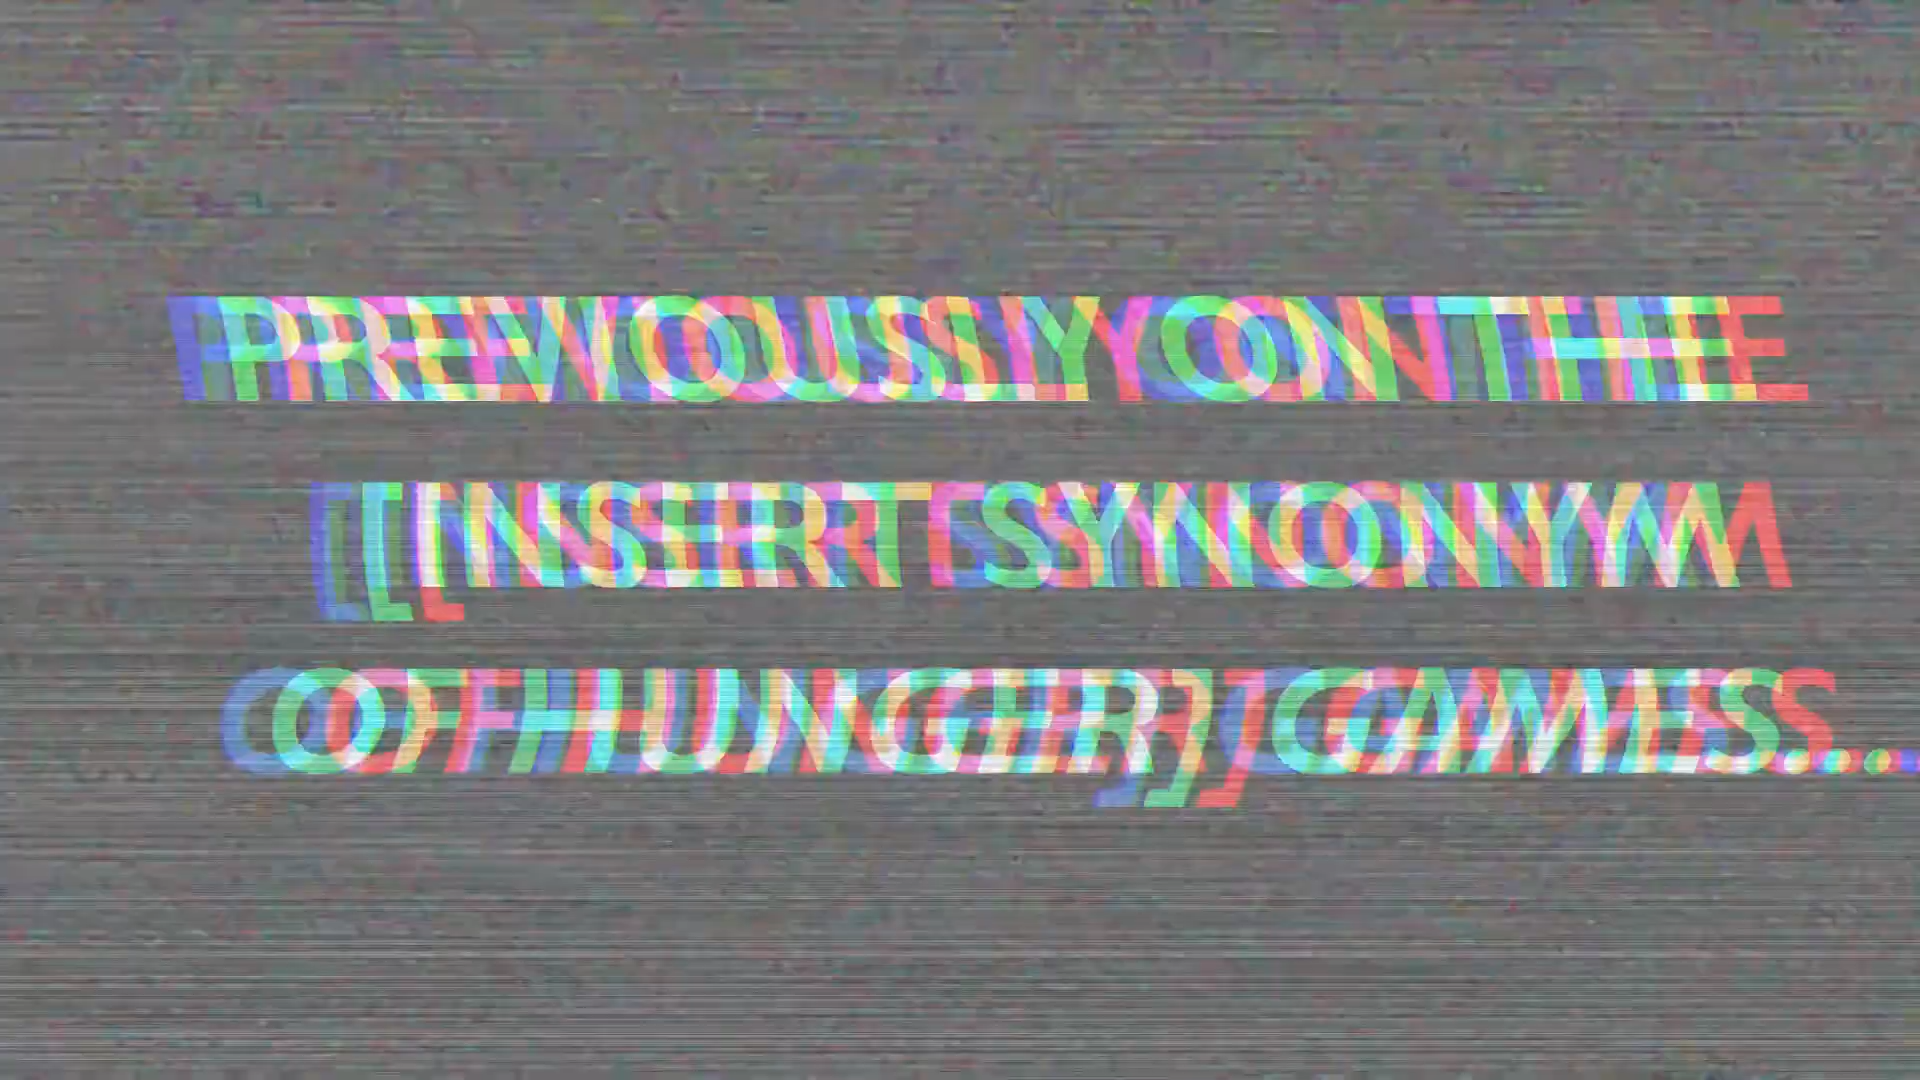 PREVIOUSLY ON THE
[INSERT SYNONYM
OF HUNGER] GAMES...